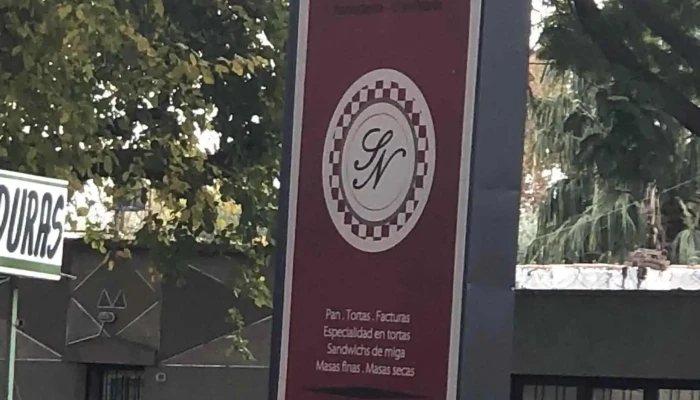 SN
DURAS
Pan . Tortas . Facturas
Especialidad en tortas
Sandwichs de miga
Masas finas . Masas secas